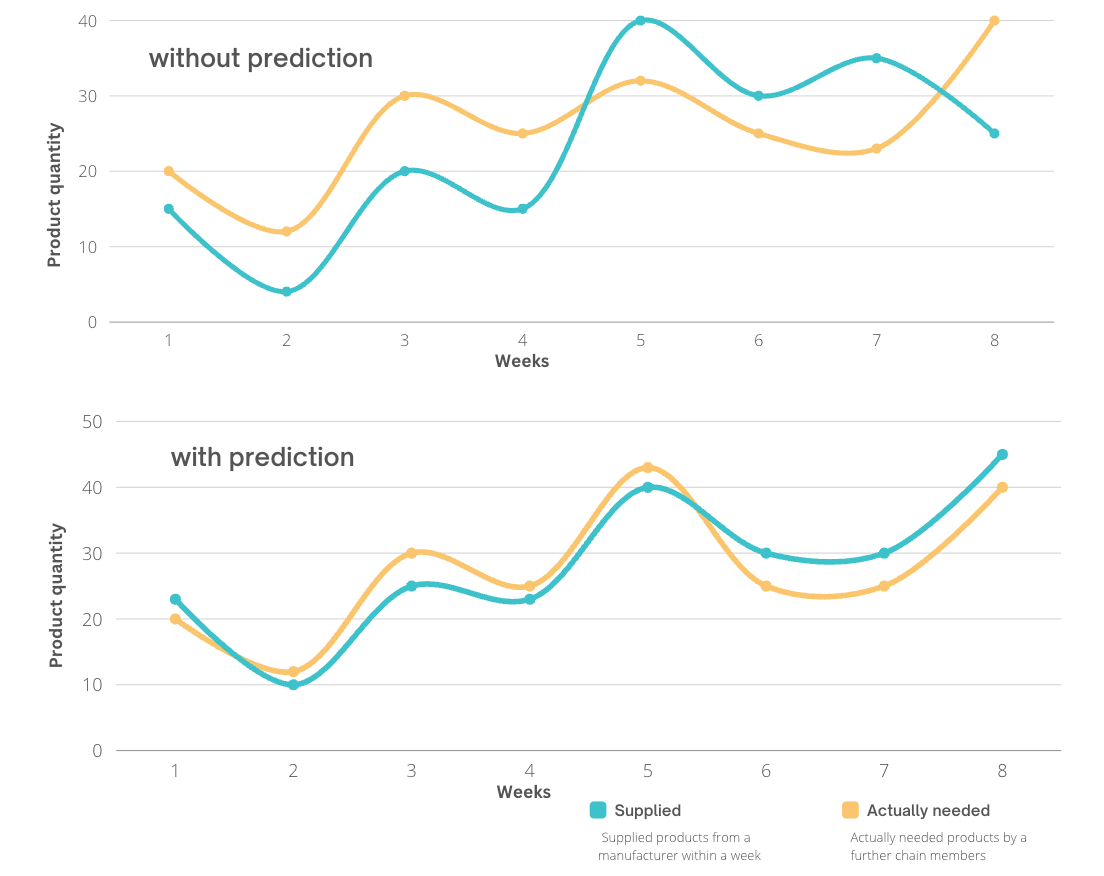 40
without prediction
30
20
10
0
Product quantity
1 2 3 4 5 6 7 8
Weeks
50
with prediction
40
30
20
10
0
Product quantity
1 2 3 4 5 6 7 8
Weeks
Supplied
Supplied products from a
manufacturer within a week
Actually needed
Actually needed products by a
further chain members